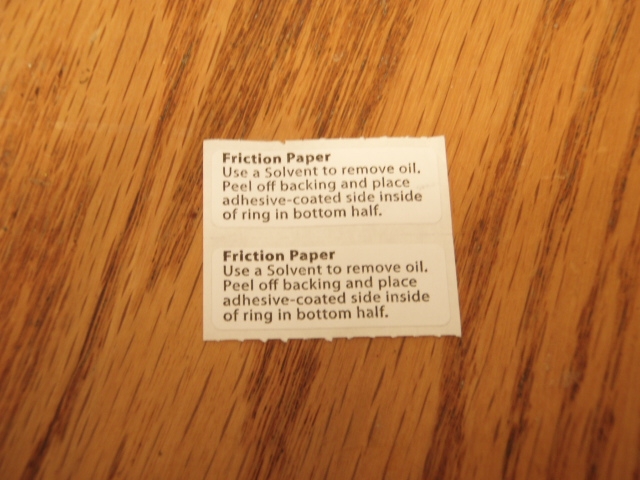 Friction Paper
Use a Solvent to remove oil.
Peel off backing and place
adhesive-coated side inside
of ring in bottom half.
Friction Paper
Use a Solvent to remove oil.
Peel off backing and place
adhesive-coated side inside
of ring in bottom half.